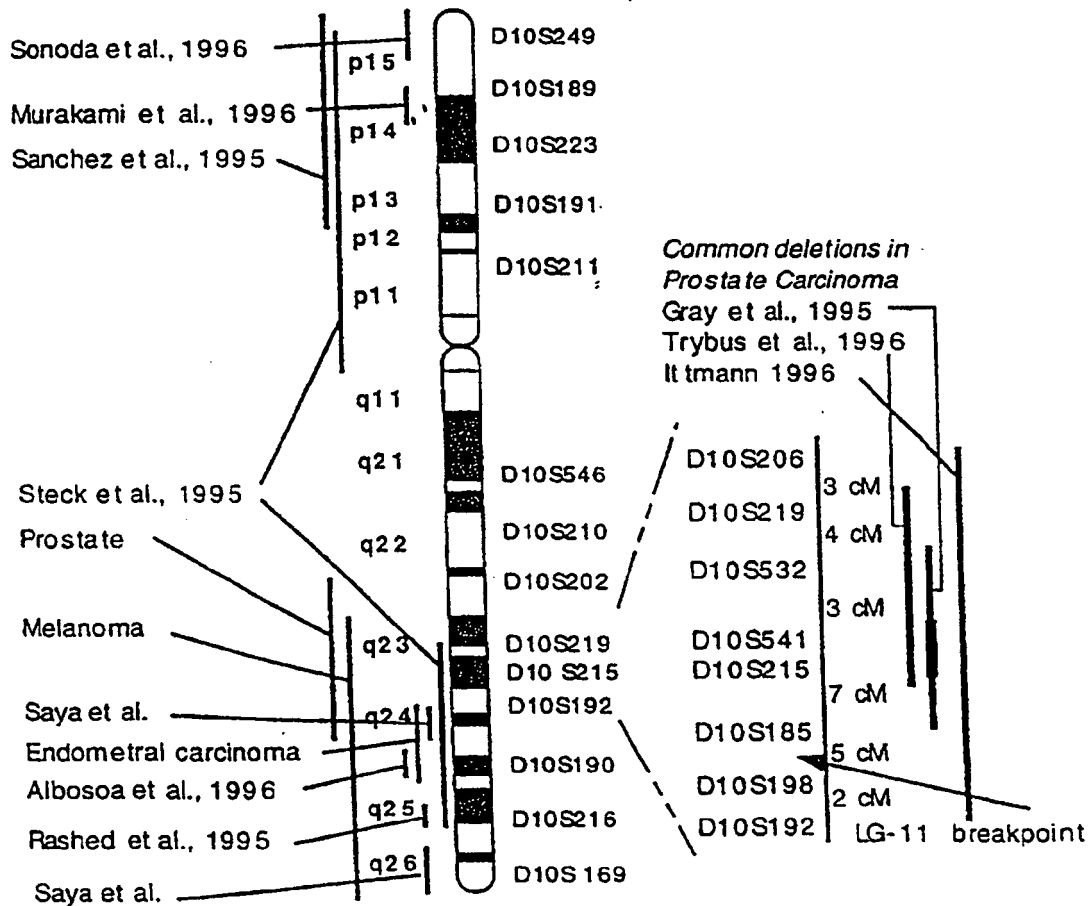 Sonoda et al., 1996
Murakami et al., 1996
Sanchez et al., 1995
Steck et al., 1995
Prostate
Melanoma
Saya et al.
Endometral carcinoma
Albosoa et al., 1996
Rashed et al., 1995
Saya et al.
p15
p14
p13
p12
p11
q11
q21
q22
q23
q24
q25
q26
D10S249
D10S189
D10S223
D10S191
D10S211
D10S546
D10S210
D10S202
D10S219
D10 S215
D10S192
D10S190
D10S216
D10S169
Common deletions in
Prostate Carcinoma
Gray et al., 1995
Trybus et al., 1996
Ittmann 1996
D10S206
3 cM
D10S219
4 cM
D10S532
3 cM
D10S541
D10S215
7 cM
D10S185
5 cM
D10S198
2 cM
D10S192
LG-11 breakpoint